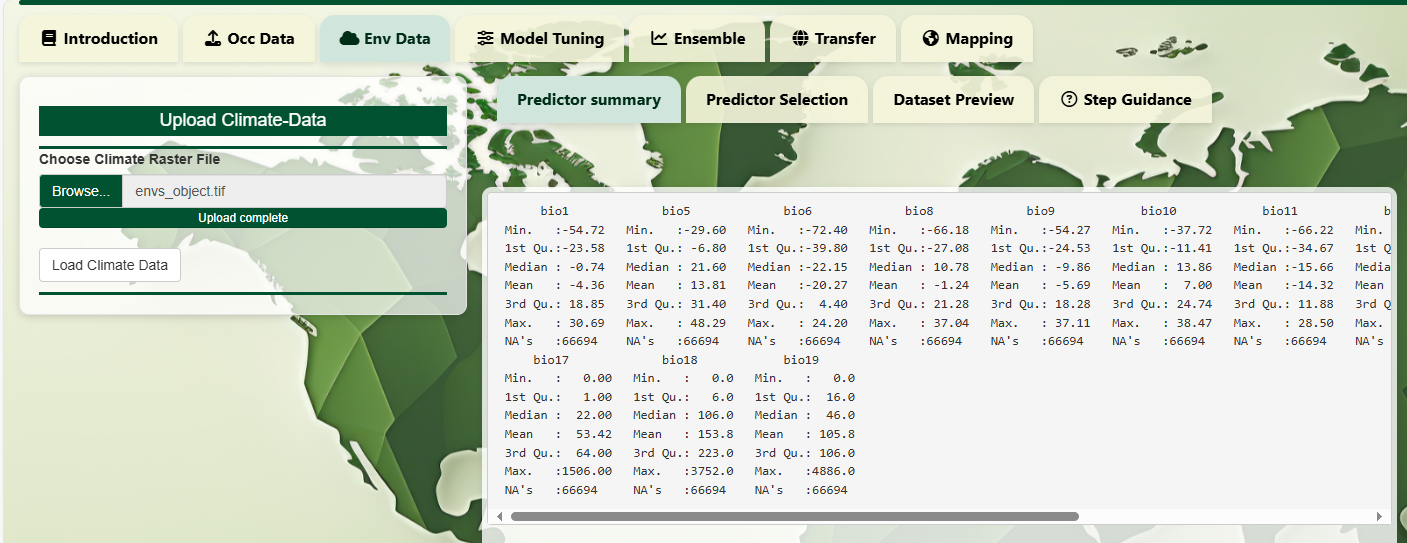 Introduction Occ Data Env Data Model Tuning Ensemble Transfer Mapping
Predictor summary Predictor Selection Dataset Preview Step Guidance
Upload Climate-Data
Choose Climate Raster File
Browse... envs_object.tif
Upload complete
Load Climate Data
bio1 bio5 bio6 bio8 bio9 bio10 bio11 b
Min. :-54.72 Min. :-29.60 Min. :-72.40 Min. :-66.18 Min. :-54.27 Min. :-37.72 Min. :-66.22 Min.
1st Qu.:-23.58 1st Qu.: -6.80 1st Qu.:-39.80 1st Qu.:-27.08 1st Qu.:-24.53 1st Qu.:-11.41 1st Qu.:-34.67 1st Q
Median : -0.74 Median : 21.60 Median :-22.15 Median : 10.78 Median : -9.86 Median : 13.86 Median :-15.66 Media
Mean : -4.36 Mean : 13.81 Mean :-20.27 Mean : -1.24 Mean : -5.69 Mean : 7.00 Mean :-14.32 Mean
3rd Qu.: 18.85 3rd Qu.: 31.40 3rd Qu.: 4.40 3rd Qu.: 21.28 3rd Qu.: 18.28 3rd Qu.: 24.74 3rd Qu.: 11.88 3rd Q
Max. : 30.69 Max. : 48.29 Max. : 24.20 Max. : 37.04 Max. : 37.11 Max. : 38.47 Max. : 28.50 Max.
NA's :66694 NA's :66694 NA's :66694 NA's :66694 NA's :66694 NA's :66694 NA's :66694 NA's
bio17 bio18 bio19
Min. : 0.00 Min. : 0.0 Min. : 0.0
1st Qu.: 1.00 1st Qu.: 6.0 1st Qu.: 16.0
Median : 22.00 Median : 106.0 Median : 46.0
Mean : 53.42 Mean : 153.8 Mean : 105.8
3rd Qu.: 64.00 3rd Qu.: 223.0 3rd Qu.: 106.0
Max. :1506.00 Max. :3752.0 Max. :4886.0
NA's :66694 NA's :66694 NA's :66694